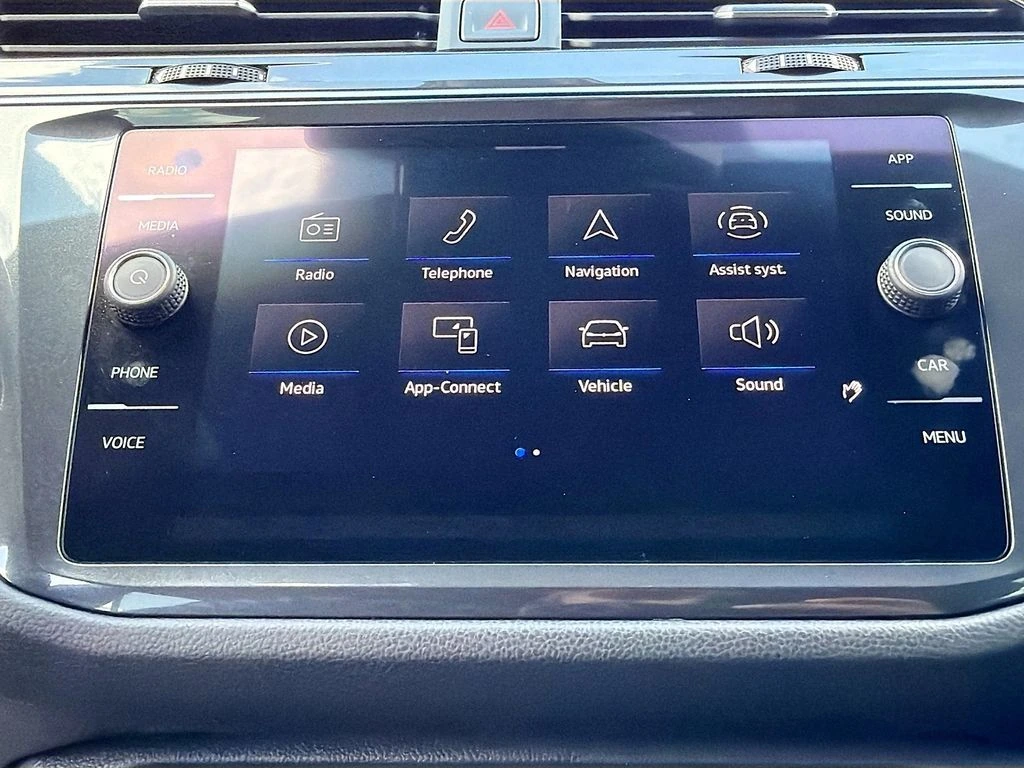 RADIO
MEDIA
PHONE
VOICE
Radio
Telephone
Navigation
Assist syst.
Media
App-Connect
Vehicle
Sound
APP
SOUND
CAR
MENU